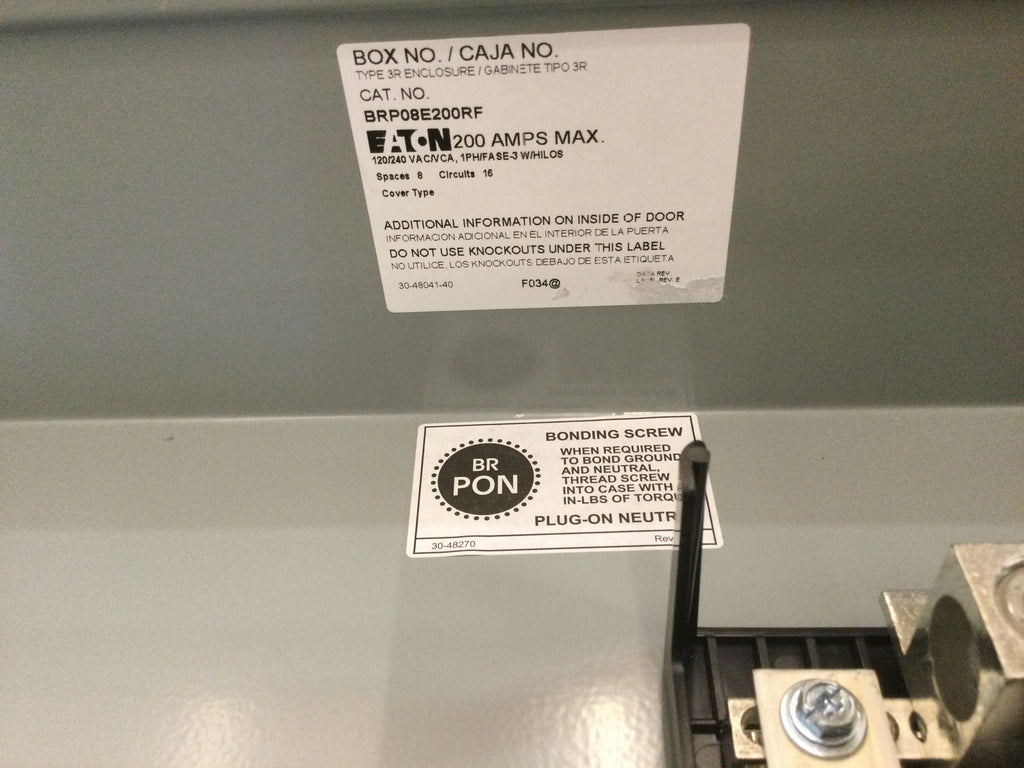 BOX NO. / CAJA NO.
TYPE 3R ENCLOSURE / GABINETE TIPO 3R
CAT. NO.
BRP08E200RF
EATON 200 AMPS MAX.
120/240 VAC/VCA, 1PH/FASE-3 W/HILOS
Spaces 8 Circuits 16
Cover Type
ADDITIONAL INFORMATION ON INSIDE OF DOOR
INFORMACION ADICIONAL EN EL INTERIOR DE LA PUERTA
DO NOT USE KNOCKOUTS UNDER THIS LABEL
NO UTILICE, LOS KNOCKOUTS DEBAJO DE ESTA ETIQUETA
30-48041-40 F034@
DATA REV.
LABEL REV. E
BR
PON
BONDING SCREW
WHEN REQUIRED
TO BOND GROUND
AND NEUTRAL,
THREAD SCREW
INTO CASE WITH
IN-LBS OF TORQU
PLUG-ON NEUTR
30-48270 Rev